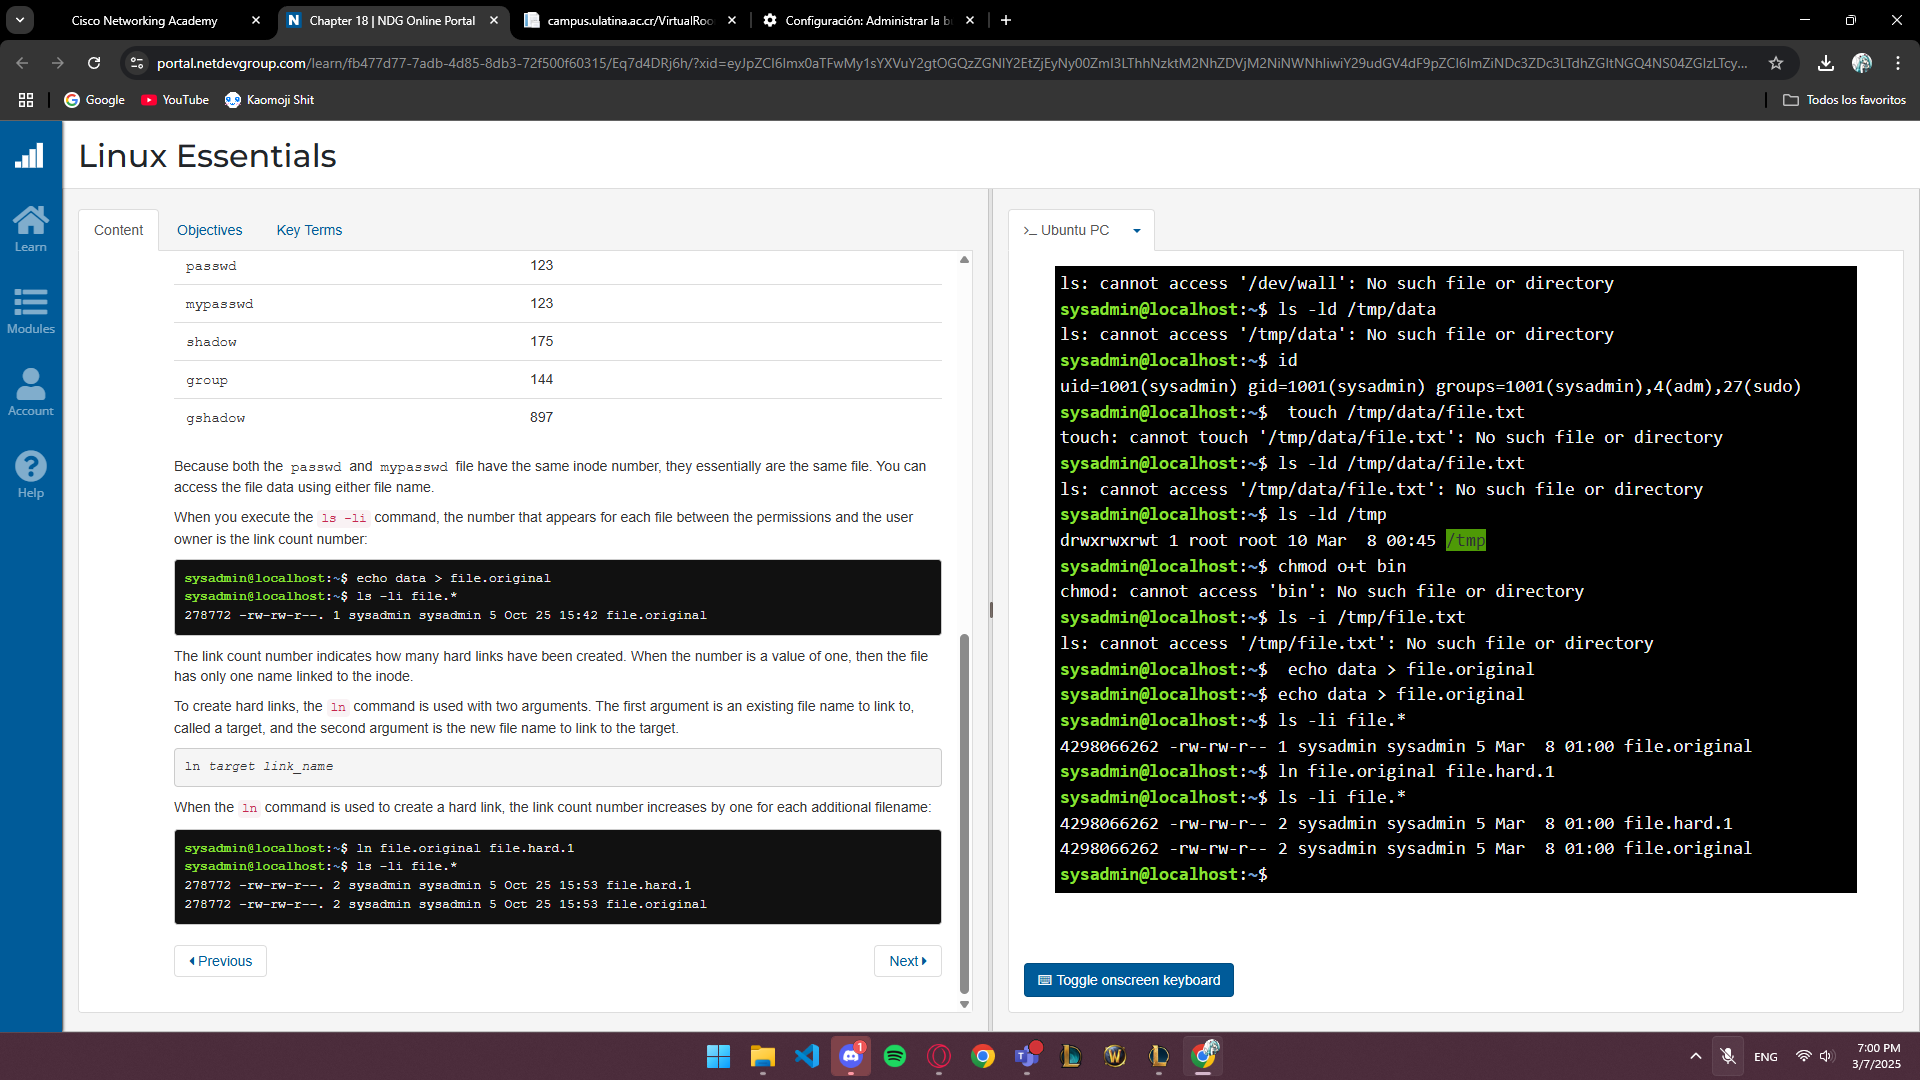 Cisco Networking Academy
Chapter 18 | NDG Online Portal
campus.ulatina.ac.cr/VirtualRoo
Configuración: Administrar la b
portal.netdevgroup.com/learn/fb477d77-7adb-4d85-8db3-72f500f60315/Eq7d4DRj6h/
Google
YouTube
Kaomoji Shit
Todos los favoritos
Linux Essentials
Learn
Modules
Account
Help
Content
Objectives
Key Terms
passwd 123
mypasswd 123
shadow 175
group 144
gshadow 897
Because both the passwd and mypasswd file have the same inode number, they essentially are the same file. You can
access the file data using either file name.
When you execute the ls -li command, the number that appears for each file between the permissions and the user
owner is the link count number:
sysadmin@localhost:~$ echo data > file.original
sysadmin@localhost:~$ ls -li file.*
278772 -rw-rw-r--. 1 sysadmin sysadmin 5 Oct 25 15:42 file.original
The link count number indicates how many hard links have been created. When the number is a value of one, then the file
has only one name linked to the inode.
To create hard links, the ln command is used with two arguments. The first argument is an existing file name to link to,
called a target, and the second argument is the new file name to link to the target.
ln target link_name
When the ln command is used to create a hard link, the link count number increases by one for each additional filename:
sysadmin@localhost:~$ ln file.original file.hard.1
sysadmin@localhost:~$ ls -li file.*
278772 -rw-rw-r--. 2 sysadmin sysadmin 5 Oct 25 15:53 file.hard.1
278772 -rw-rw-r--. 2 sysadmin sysadmin 5 Oct 25 15:53 file.original
Previous
Next
>_ Ubuntu PC
ls: cannot access '/dev/wall': No such file or directory
sysadmin@localhost:~$ ls -ld /tmp/data
ls: cannot access '/tmp/data': No such file or directory
sysadmin@localhost:~$ id
uid=1001(sysadmin) gid=1001(sysadmin) groups=1001(sysadmin),4(adm),27(sudo)
sysadmin@localhost:~$  touch /tmp/data/file.txt
touch: cannot touch '/tmp/data/file.txt': No such file or directory
sysadmin@localhost:~$ ls -ld /tmp/data/file.txt
ls: cannot access '/tmp/data/file.txt': No such file or directory
sysadmin@localhost:~$ ls -ld /tmp
drwxrwxrwt 1 root root 10 Mar  8 00:45 /tmp
sysadmin@localhost:~$ chmod o+t bin
chmod: cannot access 'bin': No such file or directory
sysadmin@localhost:~$ ls -i /tmp/file.txt
ls: cannot access '/tmp/file.txt': No such file or directory
sysadmin@localhost:~$  echo data > file.original
sysadmin@localhost:~$ echo data > file.original
sysadmin@localhost:~$ ls -li file.*
4298066262 -rw-rw-r-- 1 sysadmin sysadmin 5 Mar  8 01:00 file.original
sysadmin@localhost:~$ ln file.original file.hard.1
sysadmin@localhost:~$ ls -li file.*
4298066262 -rw-rw-r-- 2 sysadmin sysadmin 5 Mar  8 01:00 file.hard.1
4298066262 -rw-rw-r-- 2 sysadmin sysadmin 5 Mar  8 01:00 file.original
sysadmin@localhost:~$
Toggle onscreen keyboard
1
ENG
7:00 PM
3/7/2025